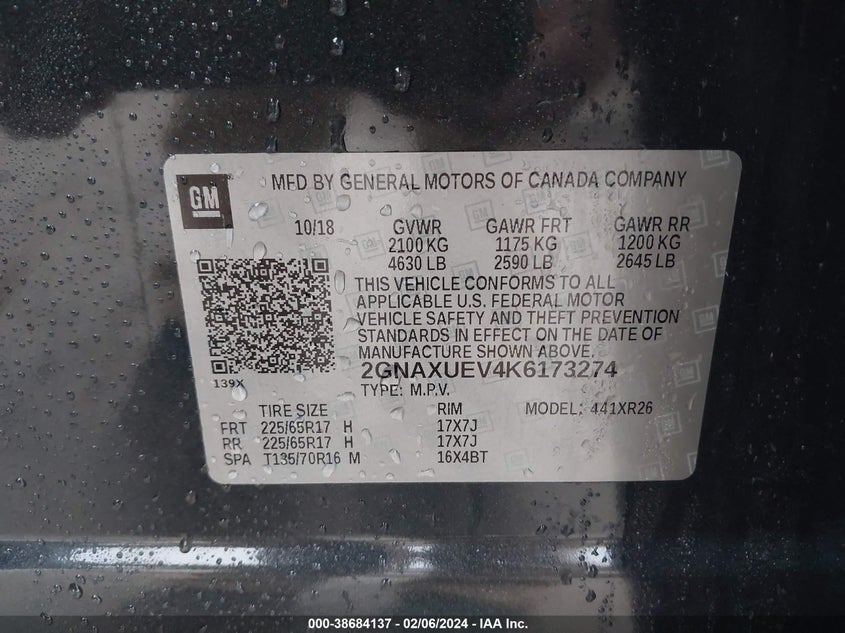 GM
MFD BY GENERAL MOTORS OF CANADA COMPANY
10/18 GVWR GAWR FRT GAWR RR
2100 KG 1175 KG 1200 KG
4630 LB 2590 LB 2645 LB
THIS VEHICLE CONFORMS TO ALL
APPLICABLE U.S. FEDERAL MOTOR
VEHICLE SAFETY AND THEFT PREVENTION
STANDARDS IN EFFECT ON THE DATE OF
MANUFACTURE SHOWN ABOVE.
139X
2GNAXUEV4K6173274
TYPE: M.P.V.
TIRE SIZE RIM MODEL: 441XR26
FRT 225/65R17 H 17X7J
RR 225/65R17 H 17X7J
SPA T135/70R16 M 16X4BT
000-38684137 - 02/06/2024 - IAA Inc.